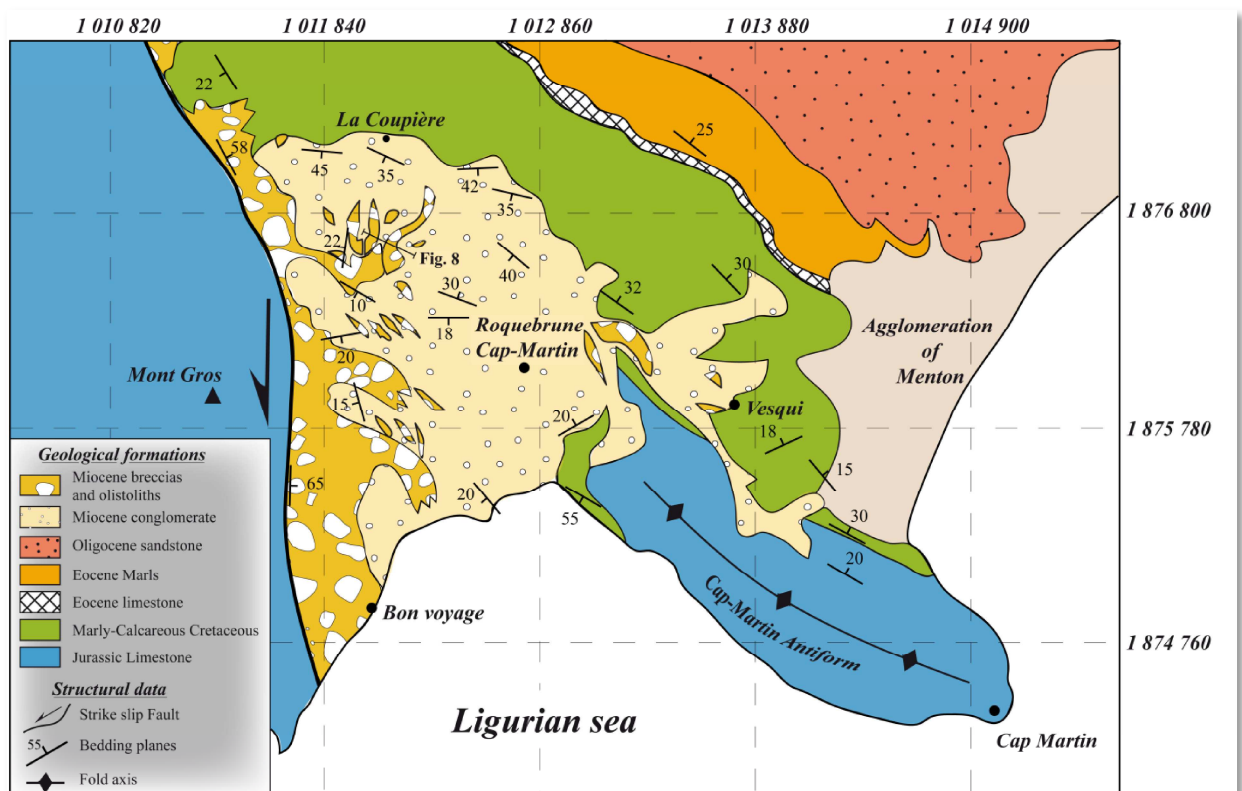 1 010 820
1 011 840
1 012 860
1 013 880
1 014 900
22
La Coupière
25
58
45
35
42
35
1 876 800
22
Fig. 8
40
30
30
10
32
18
Roquebrune
Cap-Martin
Agglomeration
of
Menton
20
Mont Gros
15
Vesqui
20
18
1 875 780
15
65
20
55
30
20
Bon voyage
Cap-Martin Antiform
1 874 760
Ligurian sea
Cap Martin
Geological formations
Miocene breccias
and olistoliths
Miocene conglomerate
Oligocene sandstone
Eocene Marls
Eocene limestone
Marly-Calcareous Cretaceous
Jurassic Limestone
Structural data
Strike slip Fault
55
Bedding planes
Fold axis